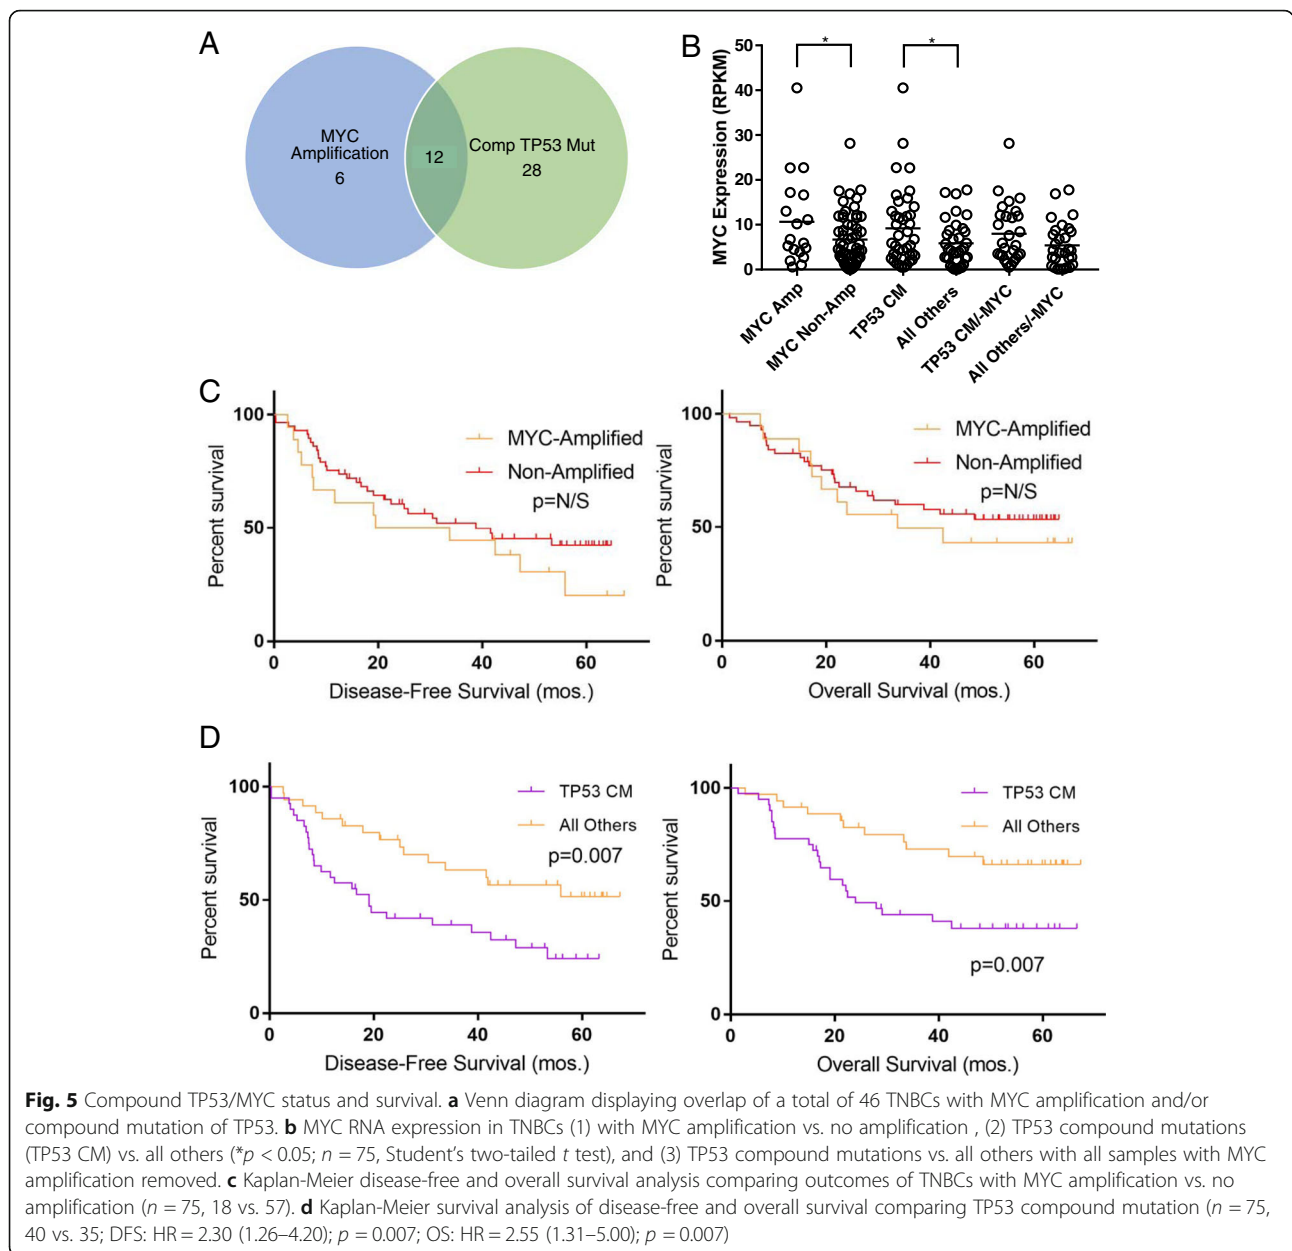 A
MYC
Amplification
6
12
Comp TP53 Mut
28
B
MYC Expression (RPKM)
50
40
30
20
10
0
*
*
MYC Amp
MYC Non-Amp
TP53 CM
All Others
TP53 CM/-MYC
All Others/-MYC
C
Percent survival
100
50
0
MYC-Amplified
Non-Amplified
p=N/S
0 20 40 60
Disease-Free Survival (mos.)
Percent survival
100
50
0
MYC-Amplified
Non-Amplified
p=N/S
0 20 40 60
Overall Survival (mos.)
D
Percent survival
100
50
0
TP53 CM
All Others
p=0.007
0 20 40 60
Disease-Free Survival (mos.)
Percent survival
100
50
0
TP53 CM
All Others
p=0.007
0 20 40 60
Overall Survival (mos.)
Fig. 5 Compound TP53/MYC status and survival. a Venn diagram displaying overlap of a total of 46 TNBCs with MYC amplification and/or
compound mutation of TP53. b MYC RNA expression in TNBCs (1) with MYC amplification vs. no amplification , (2) TP53 compound mutations
(TP53 CM) vs. all others (*p < 0.05; n = 75, Student's two-tailed t test), and (3) TP53 compound mutations vs. all others with all samples with MYC
amplification removed. c Kaplan-Meier disease-free and overall survival analysis comparing outcomes of TNBCs with MYC amplification vs. no
amplification (n = 75, 18 vs. 57). d Kaplan-Meier survival analysis of disease-free and overall survival comparing TP53 compound mutation (n = 75,
40 vs. 35; DFS: HR = 2.30 (1.26–4.20); p = 0.007; OS: HR = 2.55 (1.31–5.00); p = 0.007)